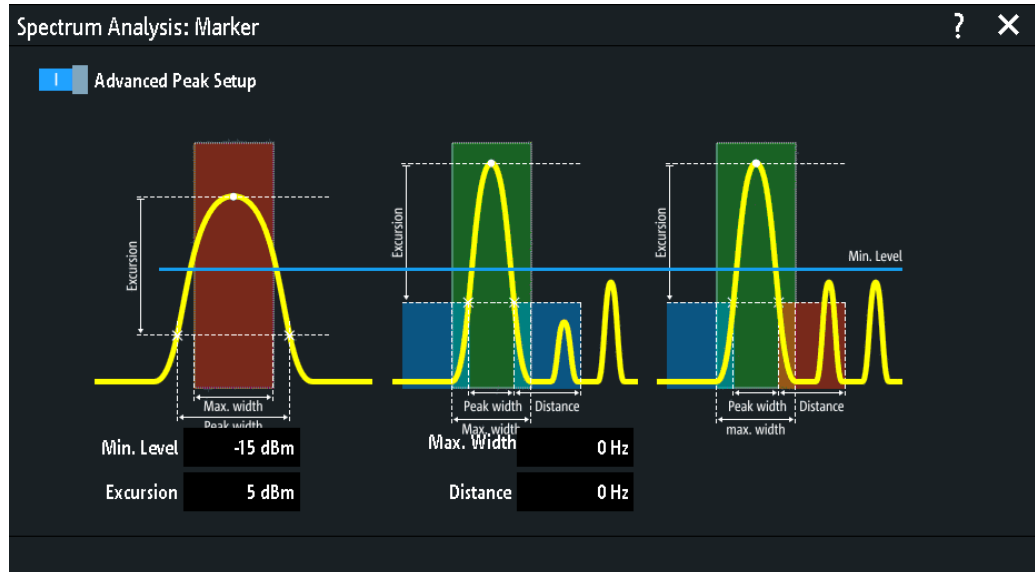 Spectrum Analysis: Marker
?
I
Advanced Peak Setup
Excursion
Excursion
Excursion
Min. Level
Max. width
Peak width
Distance
Peak width
Distance
Peak width
Max. width
max. width
Min. Level
-15 dBm
Max. Width
0 Hz
Excursion
5 dBm
Distance
0 Hz